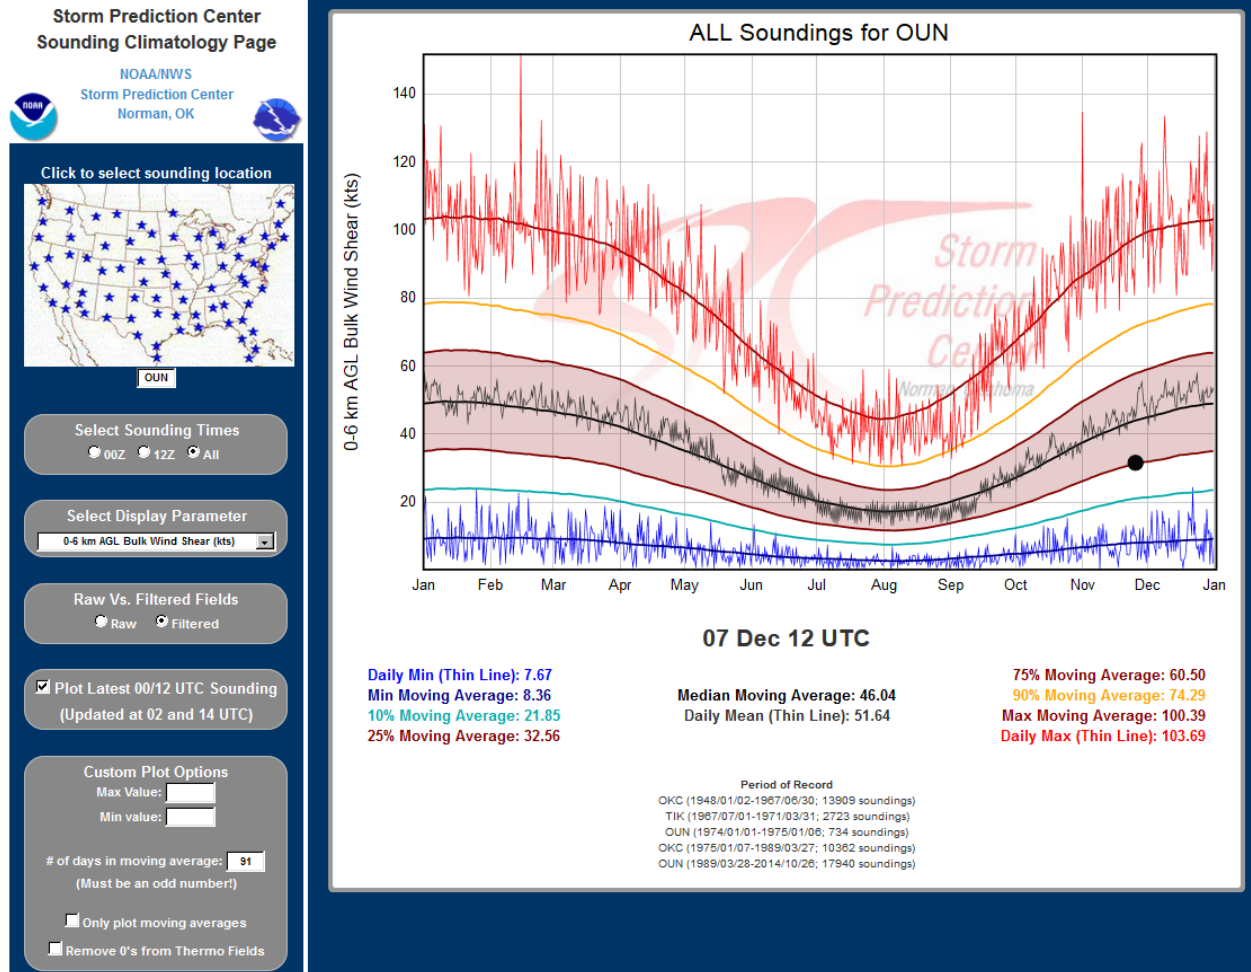 Storm Prediction Center
Sounding Climatology Page
NOAA/NWS
Storm Prediction Center
Norman, OK
NOAA
Click to select sounding location
OUN
Select Sounding Times
00Z 12Z All
Select Display Parameter
0-6 km AGL Bulk Wind Shear (kts)
Raw Vs. Filtered Fields
Raw Filtered
Plot Latest 00/12 UTC Sounding
(Updated at 02 and 14 UTC)
Custom Plot Options
Max Value:
Min value:
# of days in moving average: 91
(Must be an odd number!)
Only plot moving averages
Remove 0's from Thermo Fields
ALL Soundings for OUN
0-6 km AGL Bulk Wind Shear (kts)
140
120
100
80
60
40
20
Storm
Prediction
Center
Norman, Oklahoma
Jan Feb Mar Apr May Jun Jul Aug Sep Oct Nov Dec Jan
07 Dec 12 UTC
Daily Min (Thin Line): 7.67
Min Moving Average: 8.36
10% Moving Average: 21.85
25% Moving Average: 32.56
Median Moving Average: 46.04
Daily Mean (Thin Line): 51.64
75% Moving Average: 60.50
90% Moving Average: 74.29
Max Moving Average: 100.39
Daily Max (Thin Line): 103.69
Period of Record
OKC (1948/01/02-1967/06/30; 13909 soundings)
TIK (1967/07/01-1971/03/31; 2723 soundings)
OUN (1974/01/01-1975/01/06; 734 soundings)
OKC (1975/01/07-1989/03/27; 10362 soundings)
OUN (1989/03/28-2014/10/26; 17940 soundings)